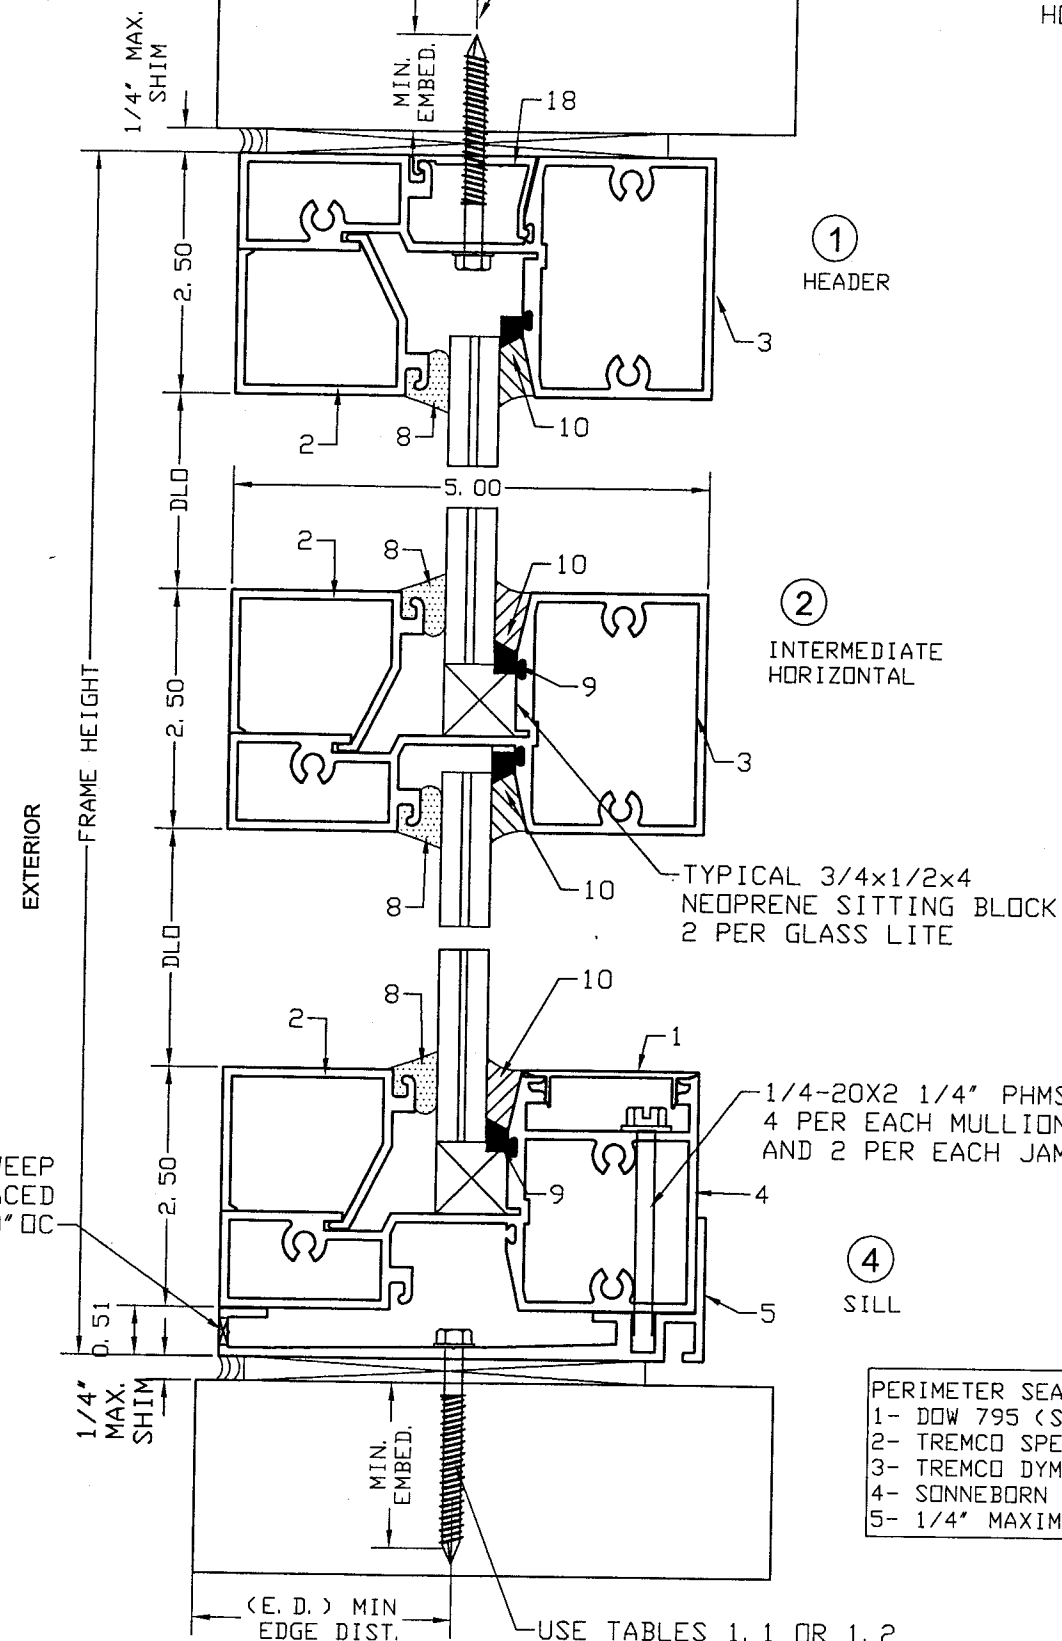 1/4" MAX.
SHIM
MIN.
EMBED.
18
1
HEADER
2.50
3
2
8
10
DLO
5.00
2
8
10
2
INTERMEDIATE
HORIZONTAL
9
2.50
FRAME HEIGHT
3
EXTERIOR
8
10
TYPICAL 3/4x1/2x4
NEOPRENE SITTING BLOCK
2 PER GLASS LITE
DLO
8
10
2
1
1/4-20X2 1/4" PHMS
4 PER EACH MULLION
AND 2 PER EACH
2.50
9
4
OC
4
SILL
5
0.51
1/4"
MAX.
SHIM
MIN.
EMBED.
PERIMETER
1- DOW 795
2- TREMCO
3- TREMCO
4- SONNEBORN
5- 1/4"
(E.D.) MIN
EDGE DIST.
USE TABLES 1.1 OR 1.2